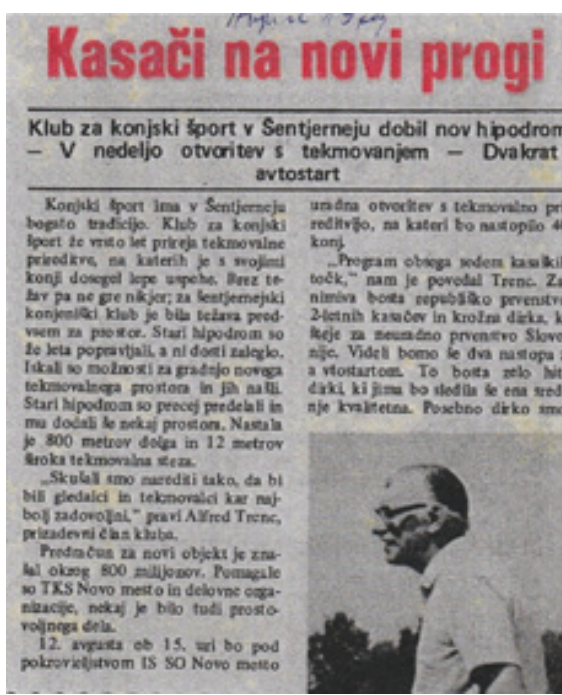 Kasači na novi progi
Klub za konjski šport v Šentjerneju dobil nov hipodrom
— V nedeljo otvoritev s tekmovanjem — Dvakrat
avtostart
Konjski šport ima v Šentjerneju
bogato tradicijo. Klub za konjski
šport že vrsto let prireja tekmovalne
prireditve, na katerih je s svojimi
konji dosegel lepe uspehe. Brez te-
žav pa ne gre nikjer; za šentjernejski
konjeniški klub je bila težava pred-
vsem za prostor. Stari hipodrom so
že leta popravljali, a ni dosti zaleglo.
Iskali so možnosti za gradnjo novega
tekmovalnega prostora in jih našli.
Stari hipodrom so precej predelali in
mu dodali še nekaj prostora. Nastala
je 800 metrov dolga in 12 metrov
široka tekmovalna steza.
„Skušali smo narediti tako, da bi
bili gledalci in tekmovalci kar naj-
bolj zadovoljni,” pravi Alfred Trenc,
prizadevni član kluba.
Predračun za novi objekt je zna-
šal okrog 800 milijonov. Pomagale
so TKS Novo mesto in delovne orga-
nizacije, nekaj je bilo tudi prosto-
voljnega dela.
12. avgusta ob 15. uri bo pod
pokroviteljstvom IS SO Novo mesto
uradna otvoritev s tekmovalno pri
reditvijo, na kateri bo nastopilo 4
konj.
„Program obsega sedem kasaških
točk,” nam je povedal Trenc. Za
nimiva bosta republiško prvenstvo
2-letnih kasačev in krožna dirka, k
šteje za neuradno prvenstvo Slove
nije. Videli bomo še dva nastopa z
avtostartom. To bosta zelo hit
dirki, ki jima bo sledila še ena sred
nje kvalitetna. Posebno dirko smo